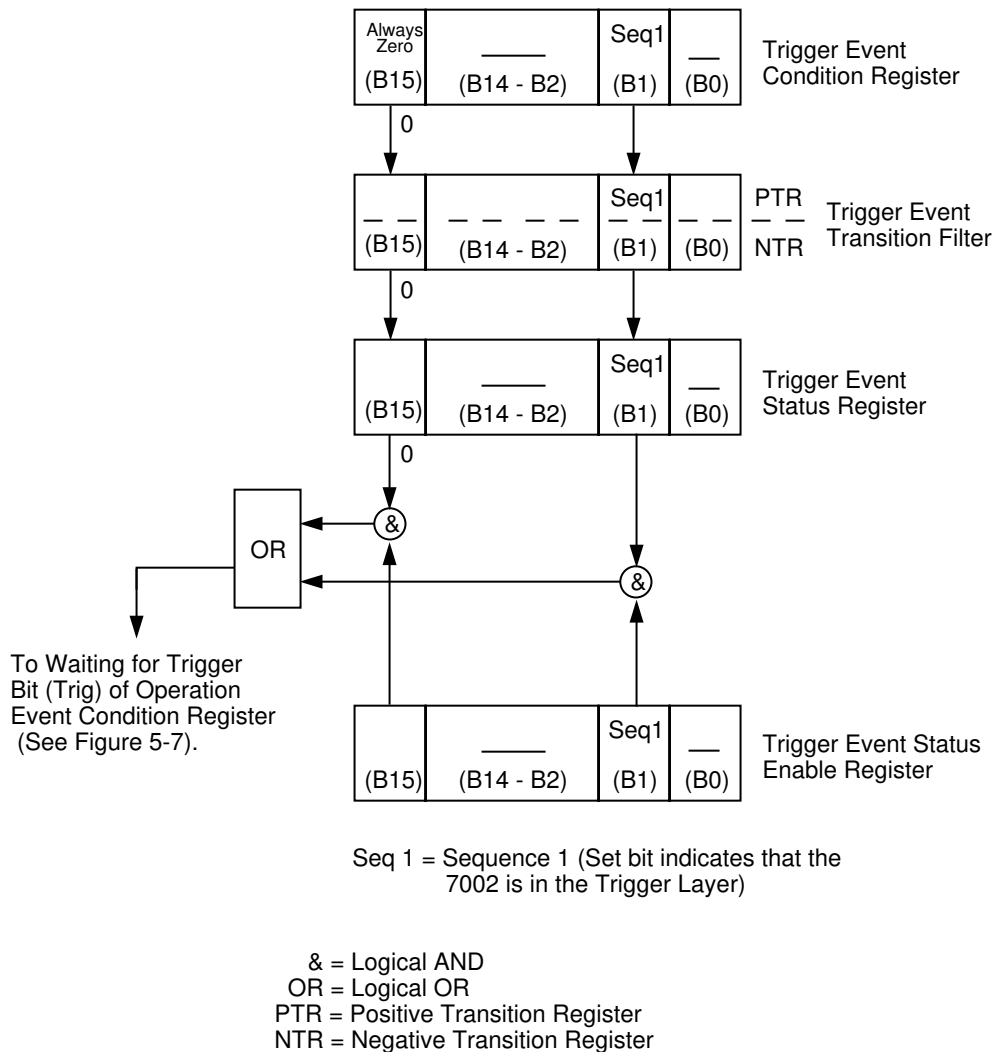 Always
Zero
(B15)
(B14 - B2)
Seq1
(B1)
(B0)
Trigger Event
Condition Register
0
(B15)
(B14 - B2)
Seq1
(B1)
(B0)
PTR
NTR
Trigger Event
Transition Filter
0
(B15)
(B14 - B2)
Seq1
(B1)
(B0)
Trigger Event
Status Register
0
&
OR
&
To Waiting for Trigger
Bit (Trig) of Operation
Event Condition Register
(See Figure 5-7).
(B15)
(B14 - B2)
Seq1
(B1)
(B0)
Trigger Event Status
Enable Register
Seq 1 = Sequence 1 (Set bit indicates that the
7002 is in the Trigger Layer)
& = Logical AND
OR = Logical OR
PTR = Positive Transition Register
NTR = Negative Transition Register